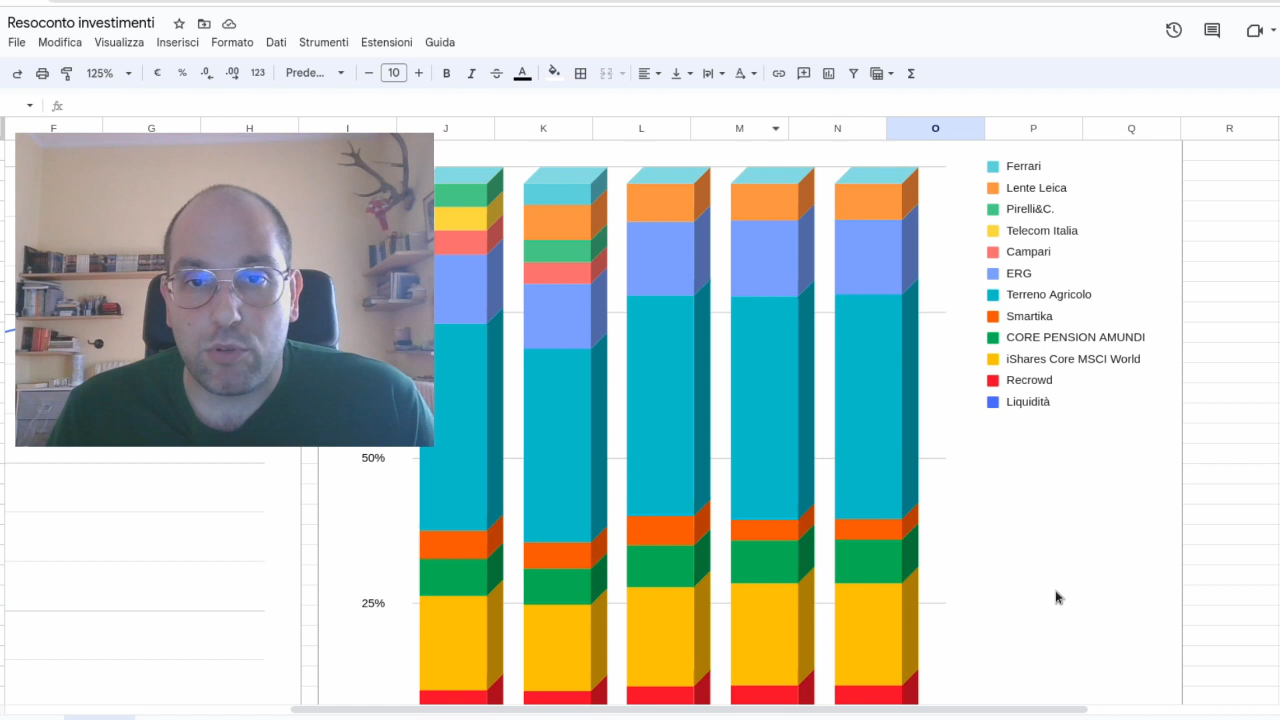 Resoconto investimenti
File Modifica Visualizza Inserisci Formato Dati Strumenti Estensioni Guida
125% € % .0 .00 123 Prede... − 10 + B I S A Σ
fx
F G H I J K L M N O P Q R
Ferrari
Lente Leica
Pirelli&C.
Telecom Italia
Campari
ERG
Terreno Agricolo
Smartika
CORE PENSION AMUNDI
iShares Core MSCI World
Recrowd
Liquidità
50%
25%